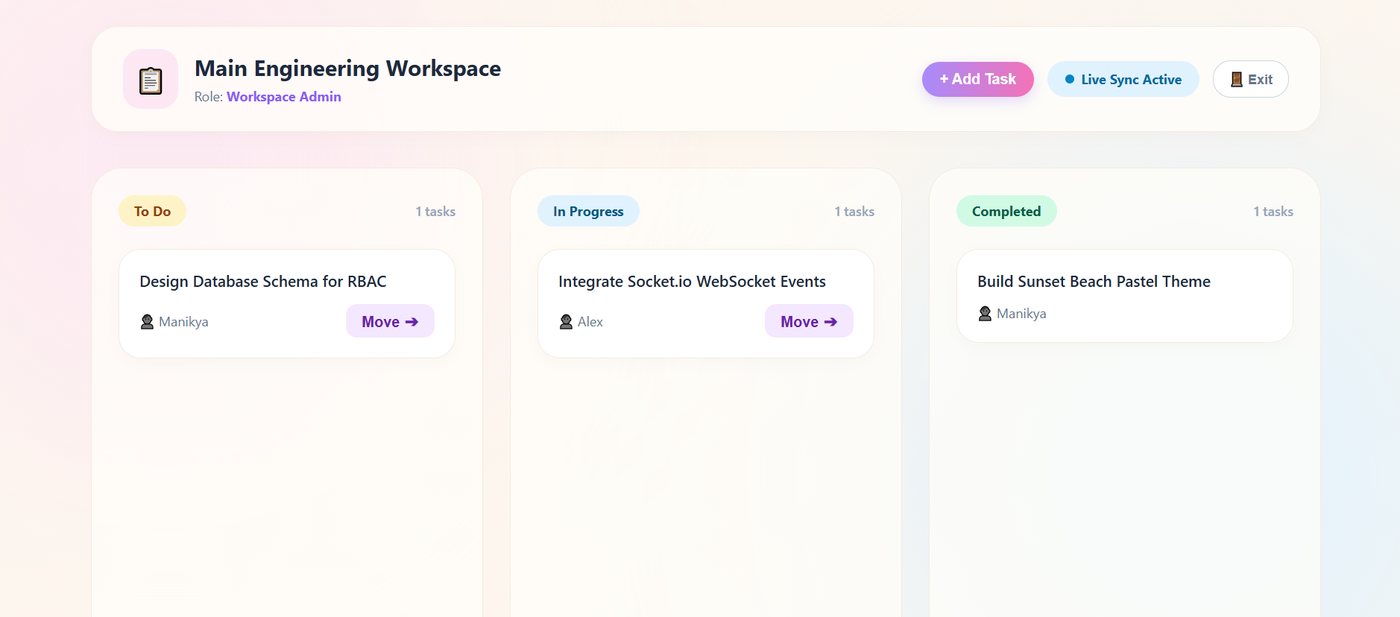 Main Engineering Workspace
Role: Workspace Admin
+ Add Task
Live Sync Active
Exit
To Do
1 tasks
Design Database Schema for RBAC
Manikya
Move ➔
In Progress
1 tasks
Integrate Socket.io WebSocket Events
Alex
Move ➔
Completed
1 tasks
Build Sunset Beach Pastel Theme
Manikya